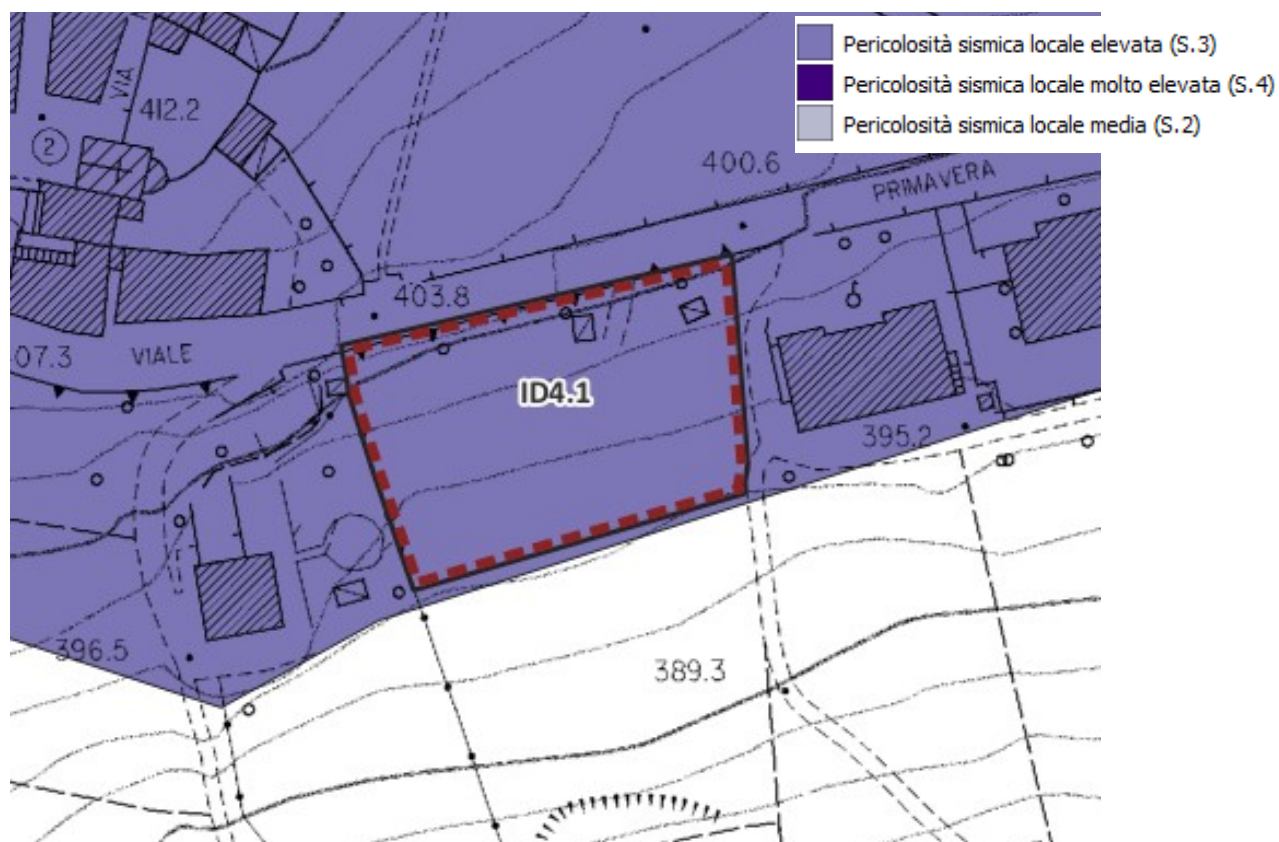 Pericolosità sismica locale elevata (S.3)
Pericolosità sismica locale molto elevata (S.4)
Pericolosità sismica locale media (S.2)
VIA
412.2
2
400.6
PRIMAVERA
403.8
07.3
VIALE
ID4.1
395.2
396.5
389.3